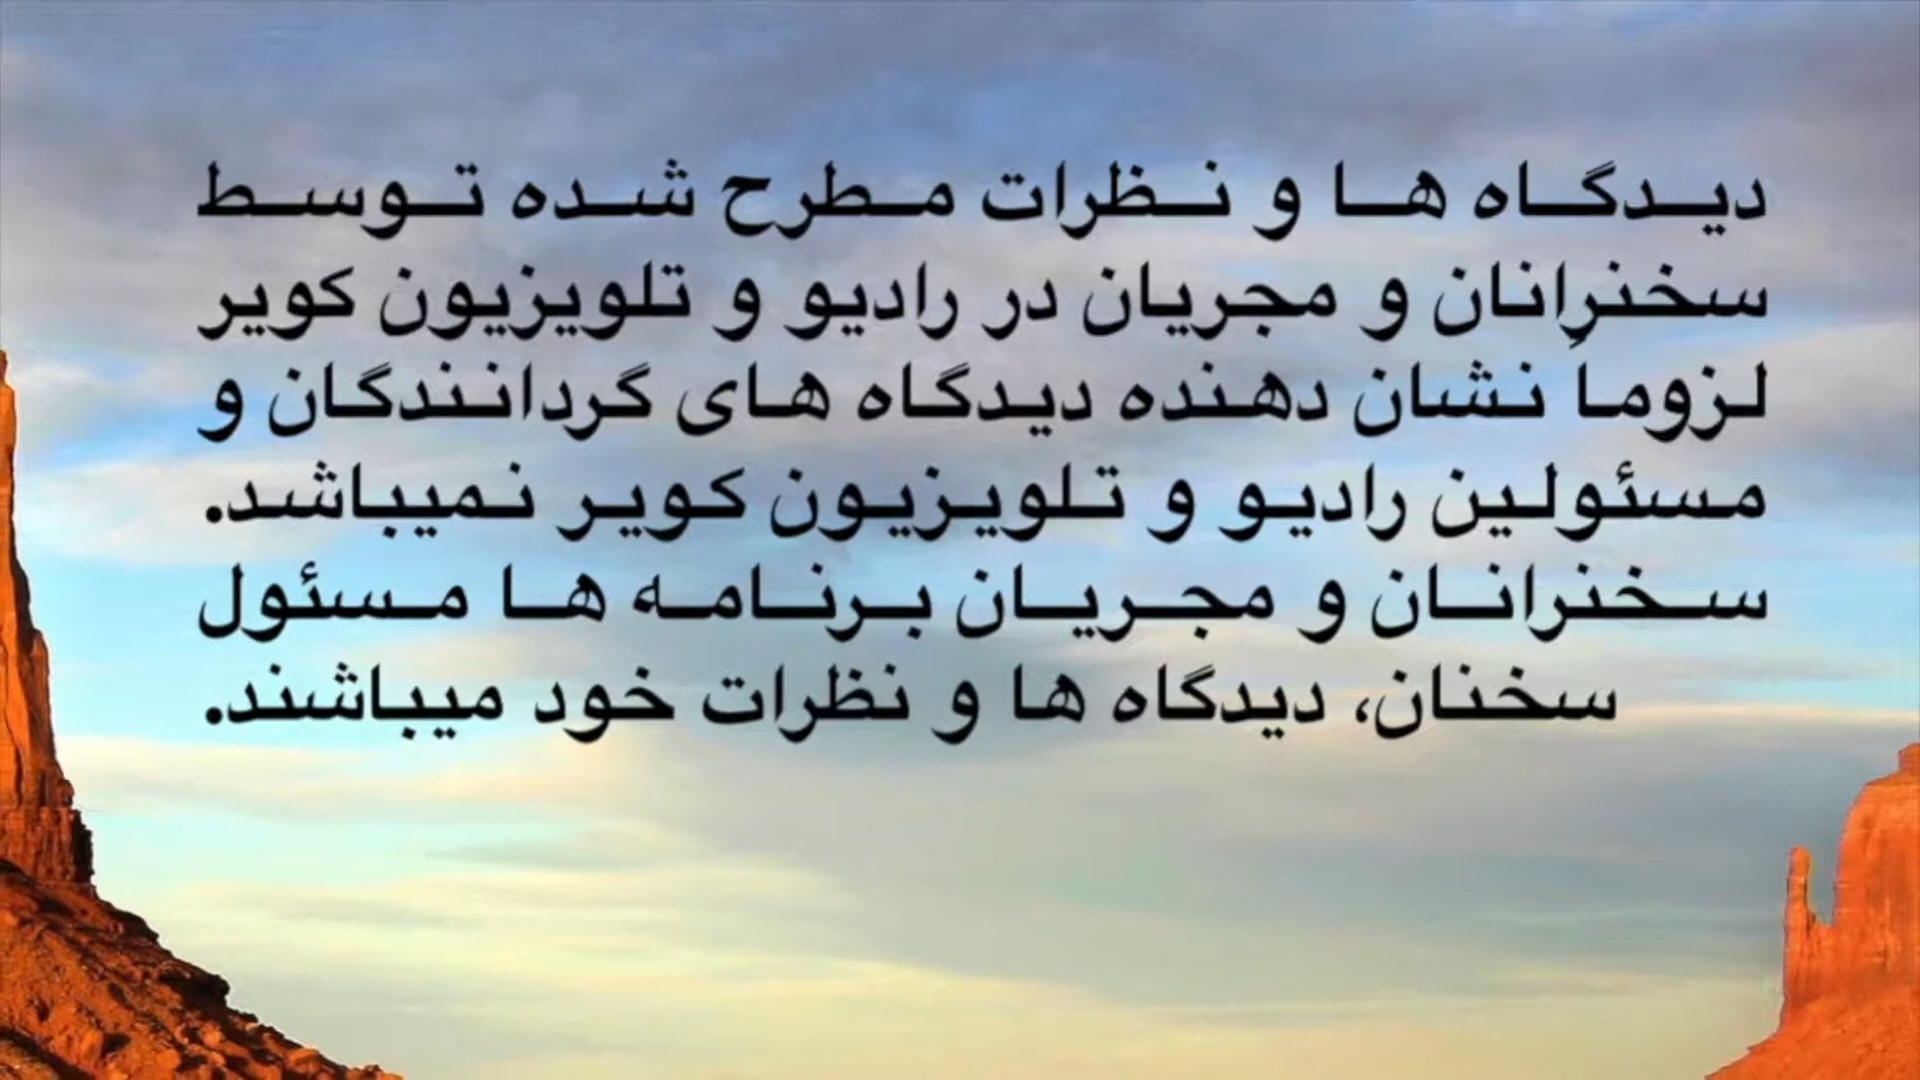 دیدگاه ها و نظرات مطرح شده توسط
سخنرانان و مجریان در رادیو و تلویزیون کویر
لزوماً نشان دهنده دیدگاه های گردانندگان و
مسئولین رادیو و تلویزیون کویر نمیباشد.
سخنرانان و مجریان برنامه ها مسئول
سخنان، دیدگاه ها و نظرات خود میباشند.